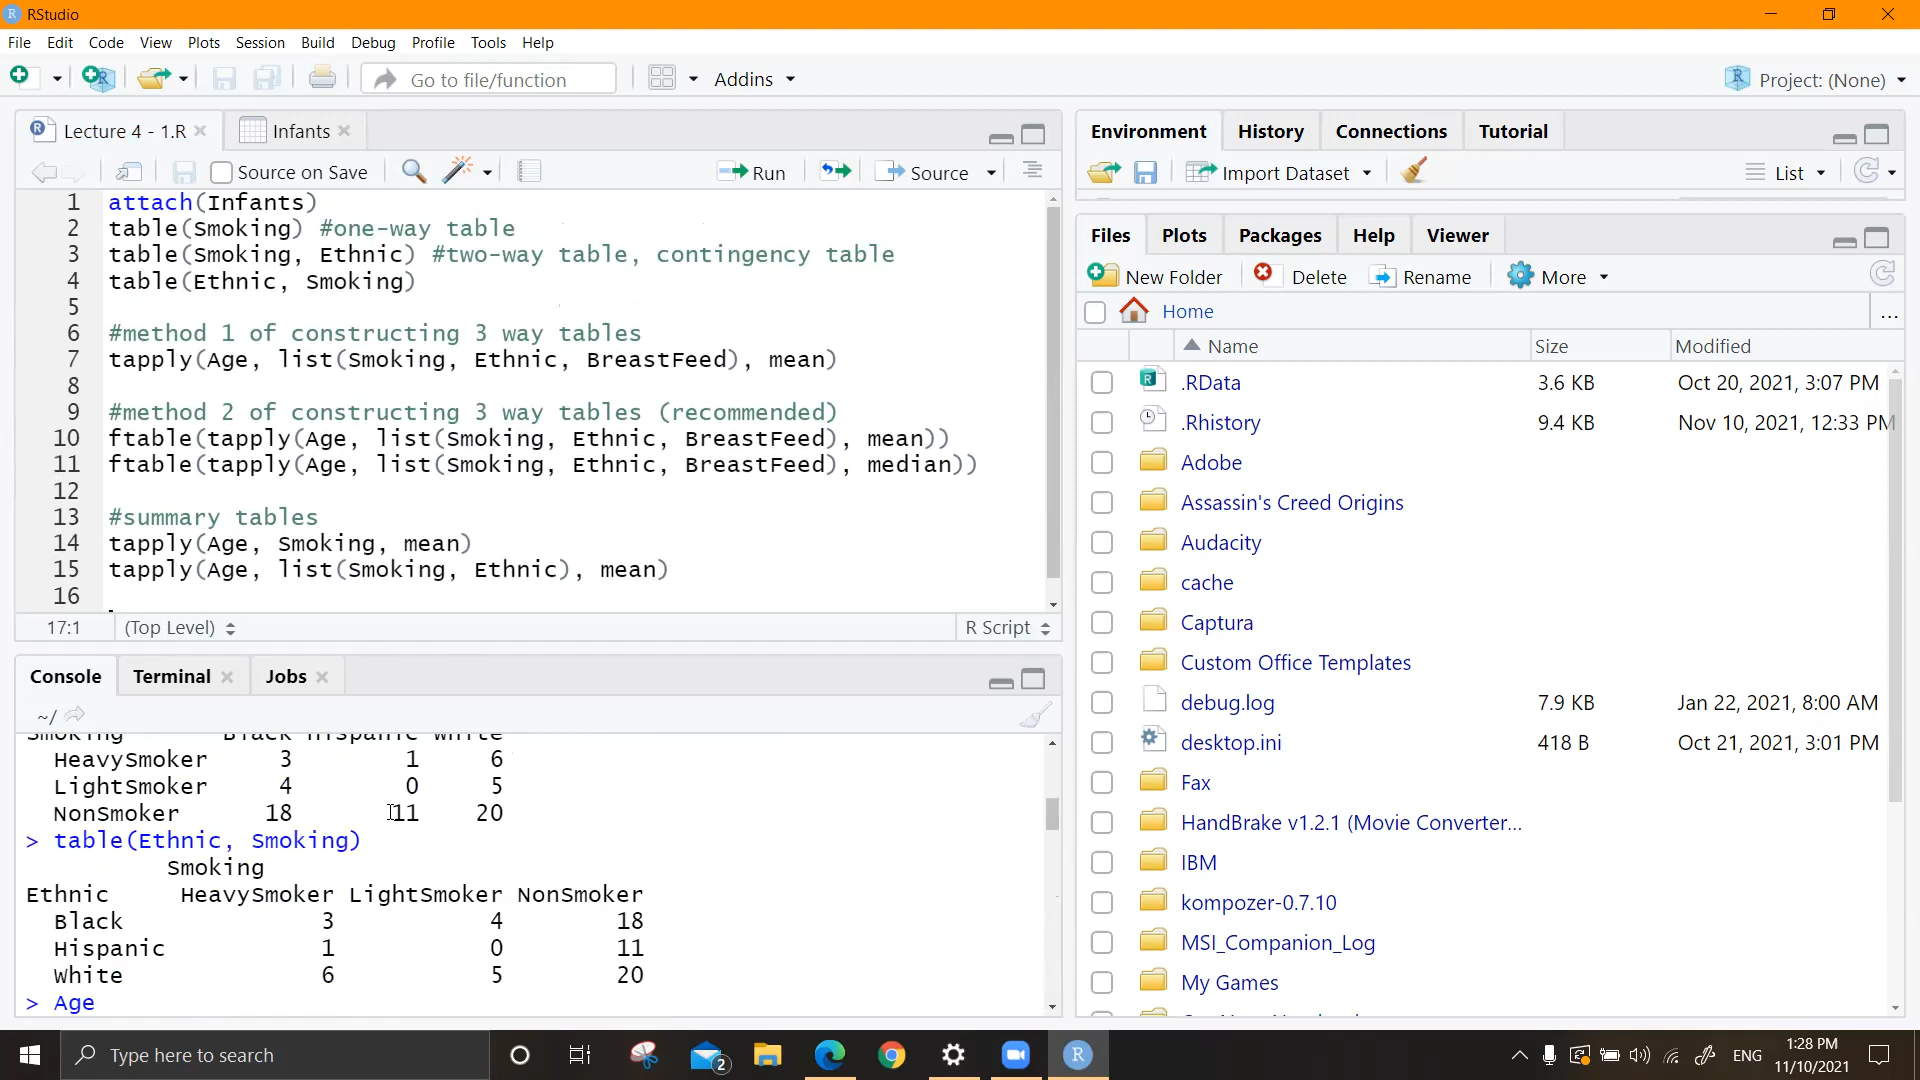 RStudio
File Edit Code View Plots Session Build Debug Profile Tools Help
Go to file/function Addins Project: (None)
Lecture 4 - 1.R Infants
Source on Save Run Source
1 attach(Infants)
2 table(Smoking) #one-way table
3 table(Smoking, Ethnic) #two-way table, contingency table
4 table(Ethnic, Smoking)
5
6 #method 1 of constructing 3 way tables
7 tapply(Age, list(Smoking, Ethnic, BreastFeed), mean)
8
9 #method 2 of constructing 3 way tables (recommended)
10 ftable(tapply(Age, list(Smoking, Ethnic, BreastFeed), mean))
11 ftable(tapply(Age, list(Smoking, Ethnic, BreastFeed), median))
12
13 #summary tables
14 tapply(Age, Smoking, mean)
15 tapply(Age, list(Smoking, Ethnic), mean)
16
17:1 (Top Level) R Script
Console Terminal Jobs
~/
Smoking Black Hispanic White
HeavySmoker 3 1 6
LightSmoker 4 0 5
NonSmoker 18 11 20
> table(Ethnic, Smoking)
Smoking
Ethnic HeavySmoker LightSmoker NonSmoker
Black 3 4 18
Hispanic 1 0 11
White 6 5 20
> Age
Environment History Connections Tutorial
Import Dataset List
Files Plots Packages Help Viewer
New Folder Delete Rename More
Home ...
Name Size Modified
.RData 3.6 KB Oct 20, 2021, 3:07 PM
.Rhistory 9.4 KB Nov 10, 2021, 12:33 PM
Adobe
Assassin's Creed Origins
Audacity
cache
Captura
Custom Office Templates
debug.log 7.9 KB Jan 22, 2021, 8:00 AM
desktop.ini 418 B Oct 21, 2021, 3:01 PM
Fax
HandBrake v1.2.1 (Movie Converter...
IBM
kompozer-0.7.10
MSI_Companion_Log
My Games
Type here to search 2 ENG 1:28 PM
11/10/2021